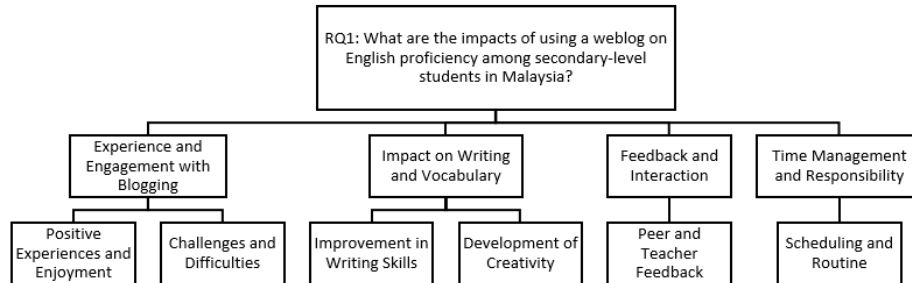 RQ1: What are the impacts of using a weblog on
English proficiency among secondary-level
students in Malaysia?
Experience and
Engagement with
Blogging
Impact on Writing
and Vocabulary
Feedback and
Interaction
Time Management
and Responsibility
Positive
Experiences and
Enjoyment
Challenges and
Difficulties
Improvement in
Writing Skills
Development of
Creativity
Peer and
Teacher
Feedback
Scheduling and
Routine